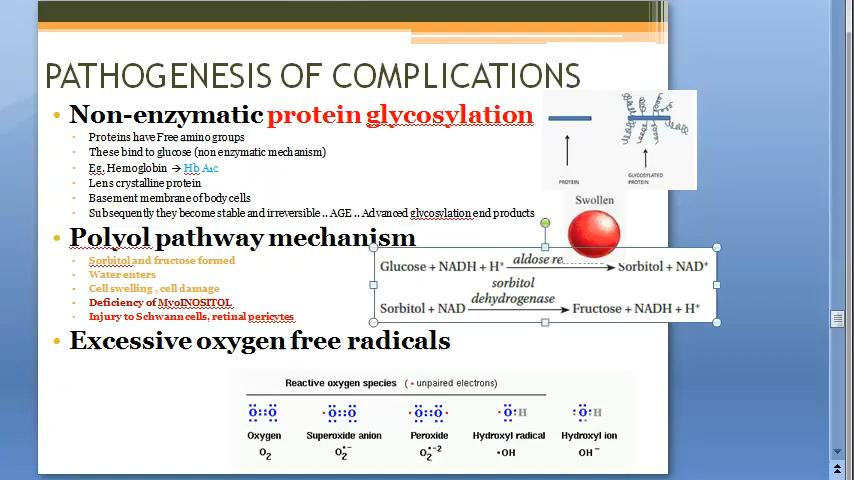 PATHOGENESIS OF COMPLICATIONS
• Non-enzymatic protein glycosylation
• Proteins have Free amino groups
• These bind to glucose (non enzymatic mechanism)
• Eg. Hemoglobin → Hb A1c
• Lens crystalline protein
• Basement membrane of body cells
• Subsequently they become stable and irreversible .. AGE .. Advanced glycosylation end products
PROTEIN
GLYCOSYLATED
PROTEIN
Swollen
• Polyol pathway mechanism
• Sorbitol and fructose formed
• Water enters
• Cell swelling , cell damage
• Deficiency of MyoINOSITOL
• Injury to Schwann cells, retinal pericytes
aldose
Glucose + NADH + H⁺ → Sorbitol + NAD⁺
sorbitol
dehydrogenase
Sorbitol + NAD → Fructose + NADH + H⁺
• Excessive oxygen free radicals
Reactive oxygen species ( • unpaired electrons)
O::O O::O O::O O:H O:H
Oxygen Superoxide anion Peroxide Hydroxyl radical Hydroxyl ion
O₂ O₂•⁻ O₂•⁻² •OH OH⁻